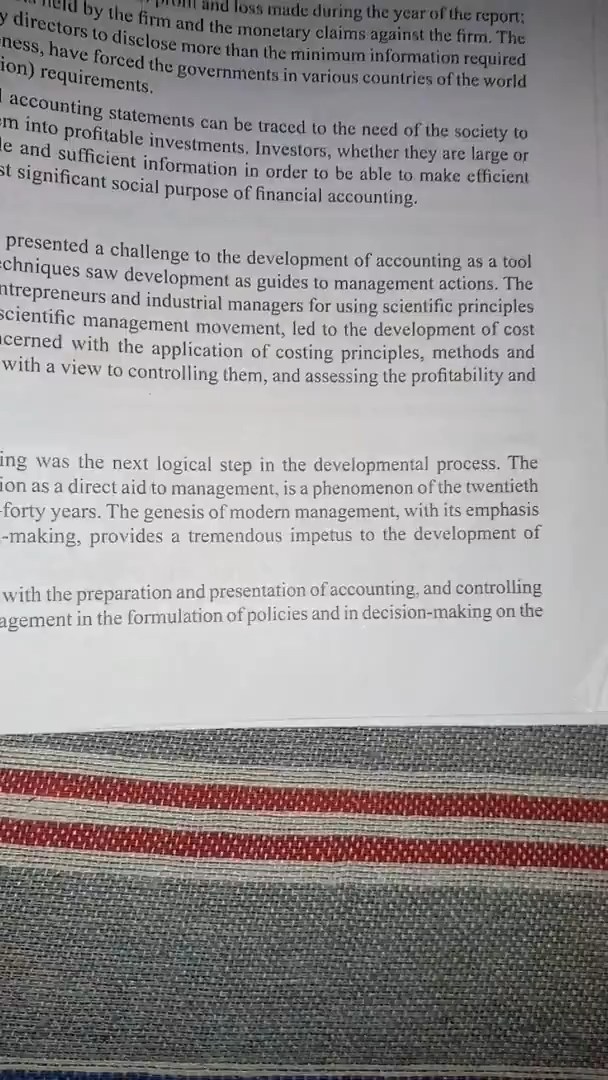 and loss made during the year of the report;
by the firm and the monetary claims against the firm. The
directors to disclose more than the minimum information required
ness, have forced the governments in various countries of the world
ion) requirements.
accounting statements can be traced to the need of the society to
m into profitable investments. Investors, whether they are large or
le and sufficient information in order to be able to make efficient
st significant social purpose of financial accounting.
presented a challenge to the development of accounting as a tool
chniques saw development as guides to management actions. The
ntrepreneurs and industrial managers for using scientific principles
scientific management movement, led to the development of cost
cerned with the application of costing principles, methods and
with a view to controlling them, and assessing the profitability and
ing was the next logical step in the developmental process. The
ion as a direct aid to management, is a phenomenon of the twentieth
-forty years. The genesis of modern management, with its emphasis
-making, provides a tremendous impetus to the development of
with the preparation and presentation of accounting, and controlling
agement in the formulation of policies and in decision-making on the